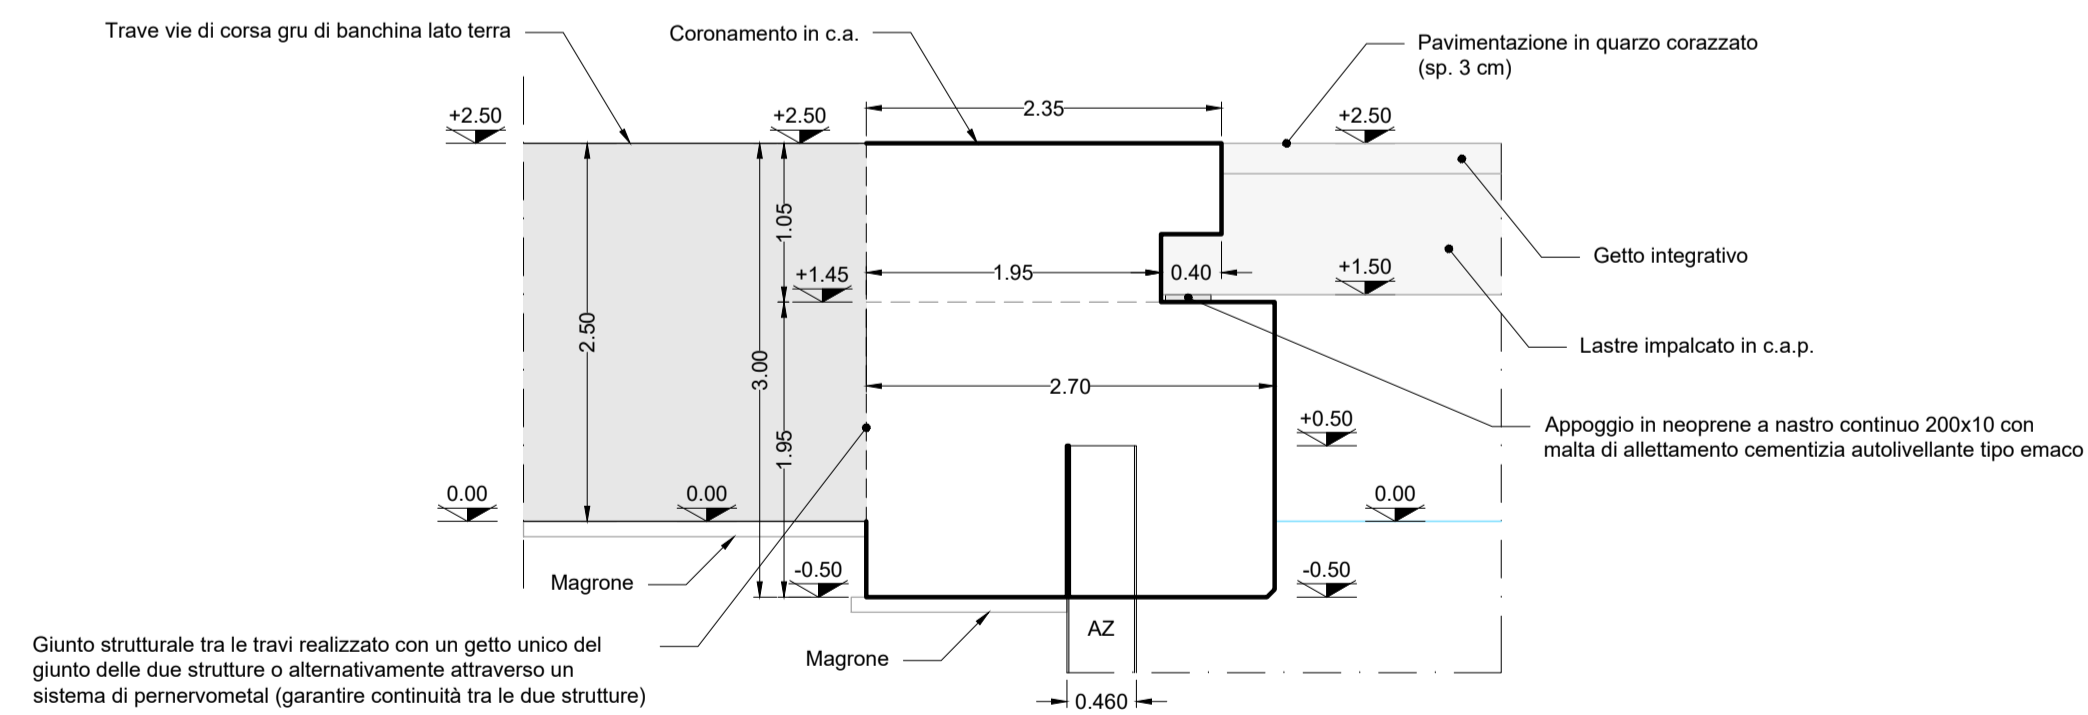 Trave vie di corsa gru di banchina lato terra
Coronamento in c.a.
Pavimentazione in quarzo corazzato
(sp. 3 cm)
+2.50
+2.50
2.35
+2.50
1.05
Getto integrativo
+1.45
1.95
0.40
+1.50
2.50
3.00
Lastre impalcato in c.a.p.
2.70
1.95
+0.50
Appoggio in neoprene a nastro continuo 200x10 con
malta di allettamento cementizia autolivellante tipo emaco
0.00
0.00
0.00
Magrone
-0.50
-0.50
AZ
Giunto strutturale tra le travi realizzato con un getto unico del
giunto delle due strutture o alternativamente attraverso un
sistema di pernervometal (garantire continuità tra le due strutture)
Magrone
0.460